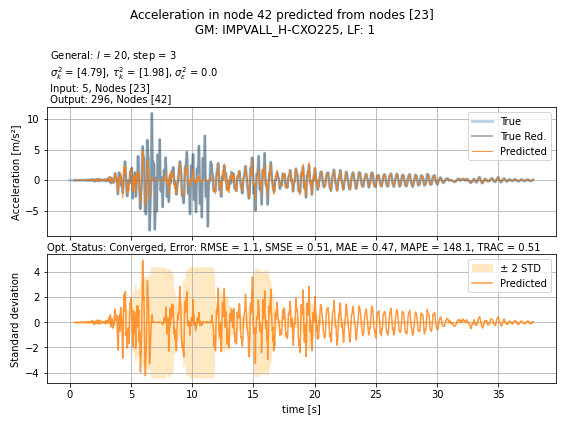 Acceleration in node 42 predicted from nodes [23]
GM: IMPVALL_H-CXO225, LF: 1
General: l = 20, step = 3
σ²ₖ = [4.79], τ²ₖ = [1.98], σ²ε = 0.0
Input: 5, Nodes [23]
Output: 296, Nodes [42]
Acceleration [m/s²]
10
5
0
−5
True
True Red.
Predicted
Opt. Status: Converged, Error: RMSE = 1.1, SMSE = 0.51, MAE = 0.47, MAPE = 148.1, TRAC = 0.51
Standard deviation
4
2
0
−2
−4
± 2 STD
Predicted
0 5 10 15 20 25 30 35
time [s]